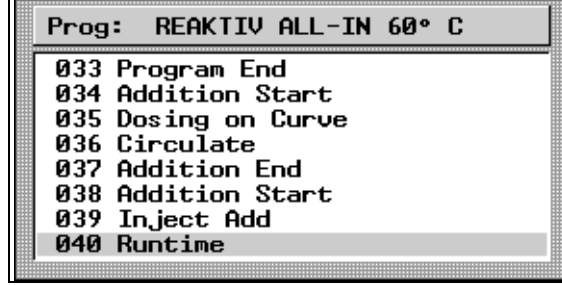 Prog: REAKTIV ALL-IN 60° C
033 Program End
034 Addition Start
035 Dosing on Curve
036 Circulate
037 Addition End
038 Addition Start
039 Inject Add
040 Runtime